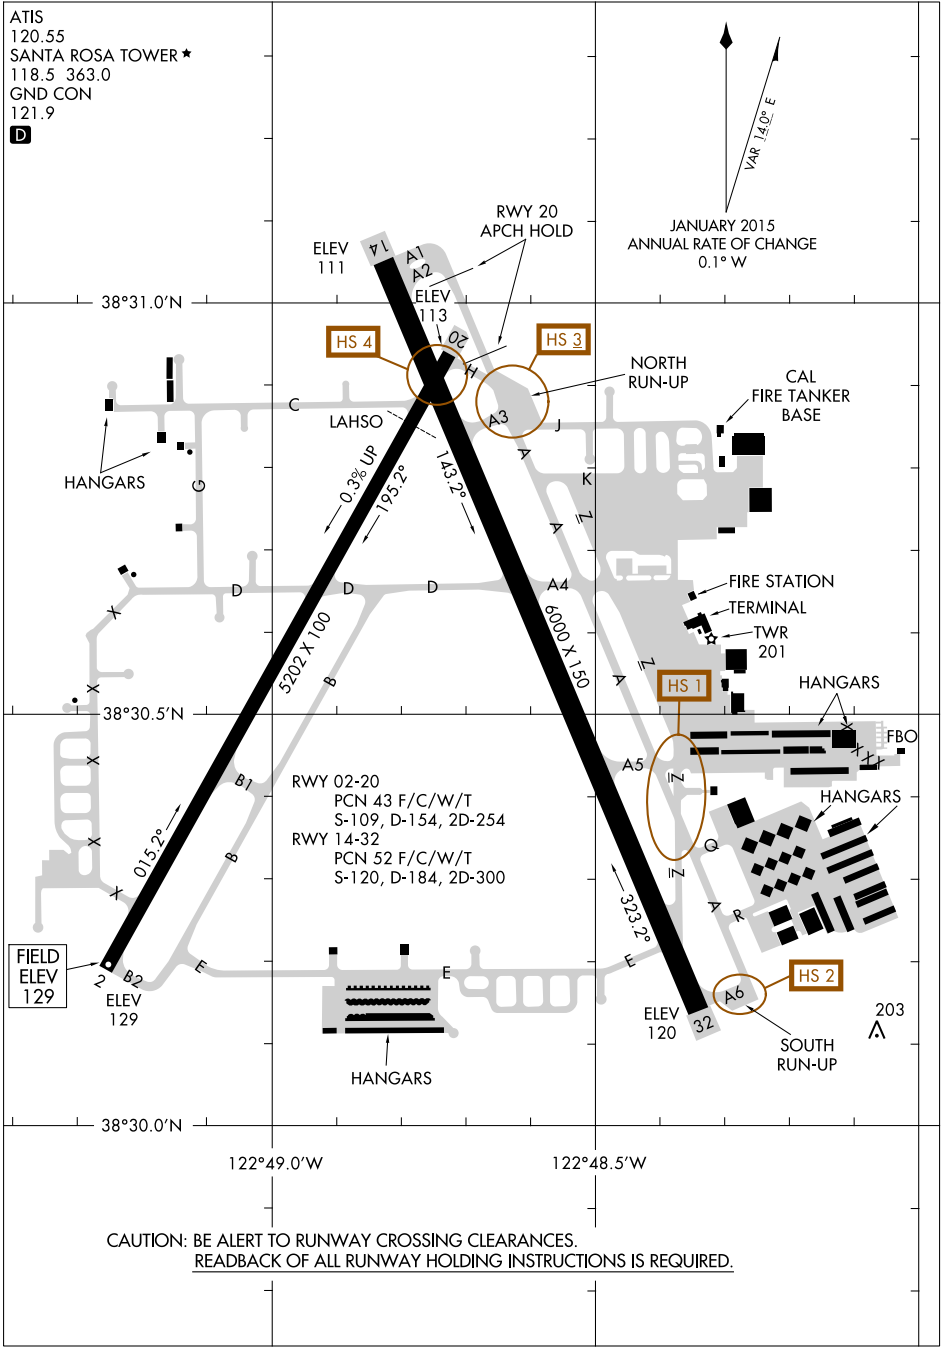 ATIS
120.55
SANTA ROSA TOWER ★
118.5 363.0
GND CON
121.9
D
VAR 14.0° E
JANUARY 2015
ANNUAL RATE OF CHANGE
0.1° W
RWY 20
APCH HOLD
ELEV
111
14
A1
A2
ELEV
113
20
38°31.0'N
HS 4
HS 3
H
NORTH
RUN-UP
CAL
FIRE TANKER
BASE
C
LAHSO
A3
J
A
HANGARS
G
0.3% UP
195.2°
143.2°
K
A
Z
D
D
D
A4
FIRE STATION
TERMINAL
TWR
201
X
5202 X 100
6000 X 150
B
A
Z
HS 1
X
HANGARS
38°30.5'N
X
FBO
X
X
X
X
A5
Z
B1
RWY 02-20
PCN 43 F/C/W/T
S-109, D-154, 2D-254
RWY 14-32
PCN 52 F/C/W/T
S-120, D-184, 2D-300
HANGARS
015.2°
X
B
Q
Z
X
323.2°
A
R
FIELD
ELEV
129
2
B2
ELEV
129
E
E
E
HS 2
A6
ELEV
120
32
SOUTH
RUN-UP
203
HANGARS
38°30.0'N
122°49.0'W
122°48.5'W
CAUTION: BE ALERT TO RUNWAY CROSSING CLEARANCES.
READBACK OF ALL RUNWAY HOLDING INSTRUCTIONS IS REQUIRED.